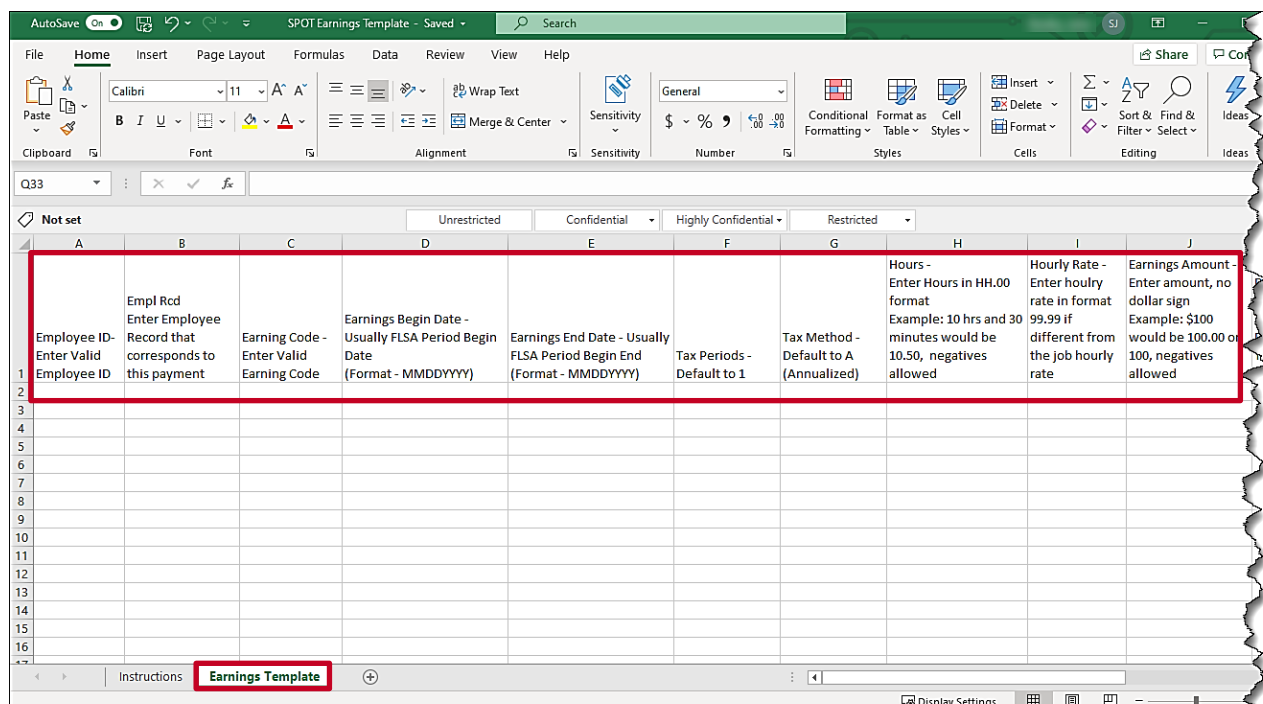 AutoSave On SPOT Earnings Template - Saved Search SJ
File Home Insert Page Layout Formulas Data Review View Help Share
Calibri 11 A A Wrap Text General Insert Σ
Paste B I U A Merge & Center Sensitivity $ % Conditional Formatting Format as Table Cell Styles Delete Format Sort & Filter Find & Select Ideas
Clipboard Font Alignment Sensitivity Number Styles Cells Editing Ideas
Q33 fx
Not set Unrestricted Confidential Highly Confidential Restricted
A B C D E F G H I J
1
Employee ID-
Enter Valid
Employee ID
Empl Rcd
Enter Employee
Record that
corresponds to
this payment
Earning Code -
Enter Valid
Earning Code
Earnings Begin Date -
Usually FLSA Period Begin
Date
(Format - MMDDYYYY)
Earnings End Date - Usually
FLSA Period Begin End
(Format - MMDDYYYY)
Tax Periods -
Default to 1
Tax Method -
Default to A
(Annualized)
Hours -
Enter Hours in HH.00
format
Example: 10 hrs and 30
minutes would be
10.50, negatives
allowed
Hourly Rate -
Enter houlry
rate in format
99.99 if
different from
the job hourly
rate
Earnings Amount -
Enter amount, no
dollar sign
Example: $100
would be 100.00 or
100, negatives
allowed
2
3
4
5
6
7
8
9
10
11
12
13
14
15
16
17
Instructions Earnings Template
Display Settings